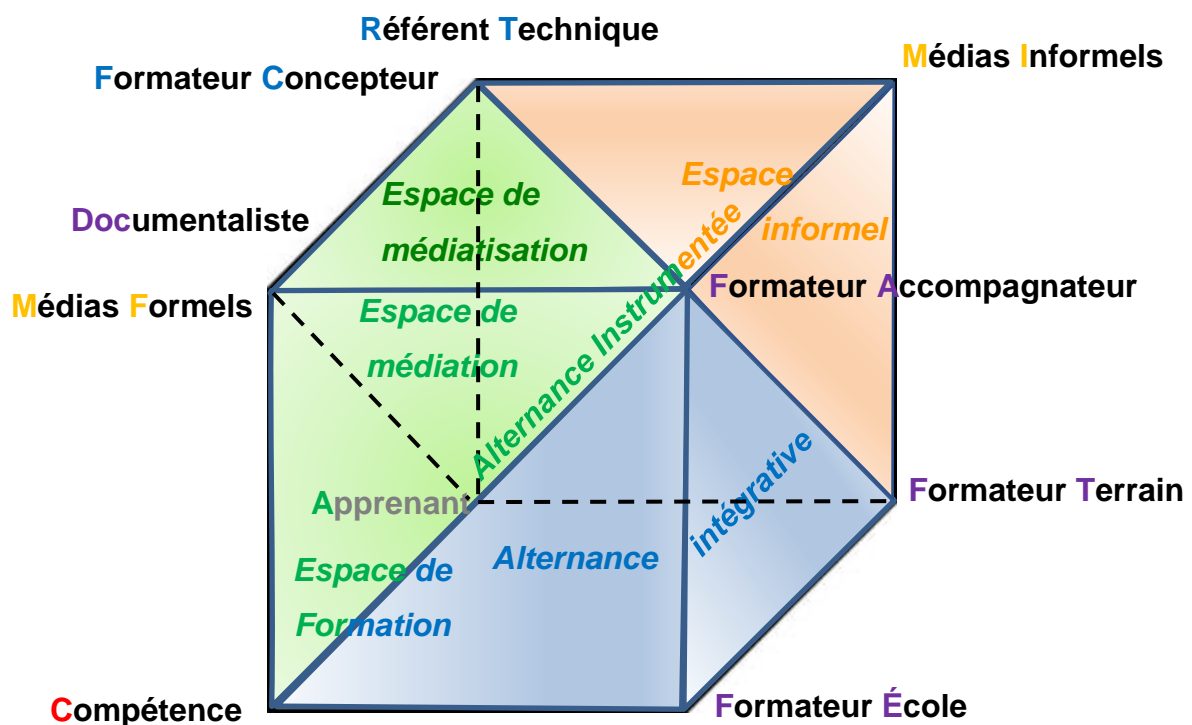 Référent Technique
Médias Informels
Formateur Concepteur
Espace
informel
Espace de
médiatisation
Documentaliste
Médias Formels
Formateur Accompagnateur
Espace de
médiation
Alternance Instrumentée
Apprenant
Formateur Terrain
intégrative
Alternance
Espace de
Formation
Compétence
Formateur École